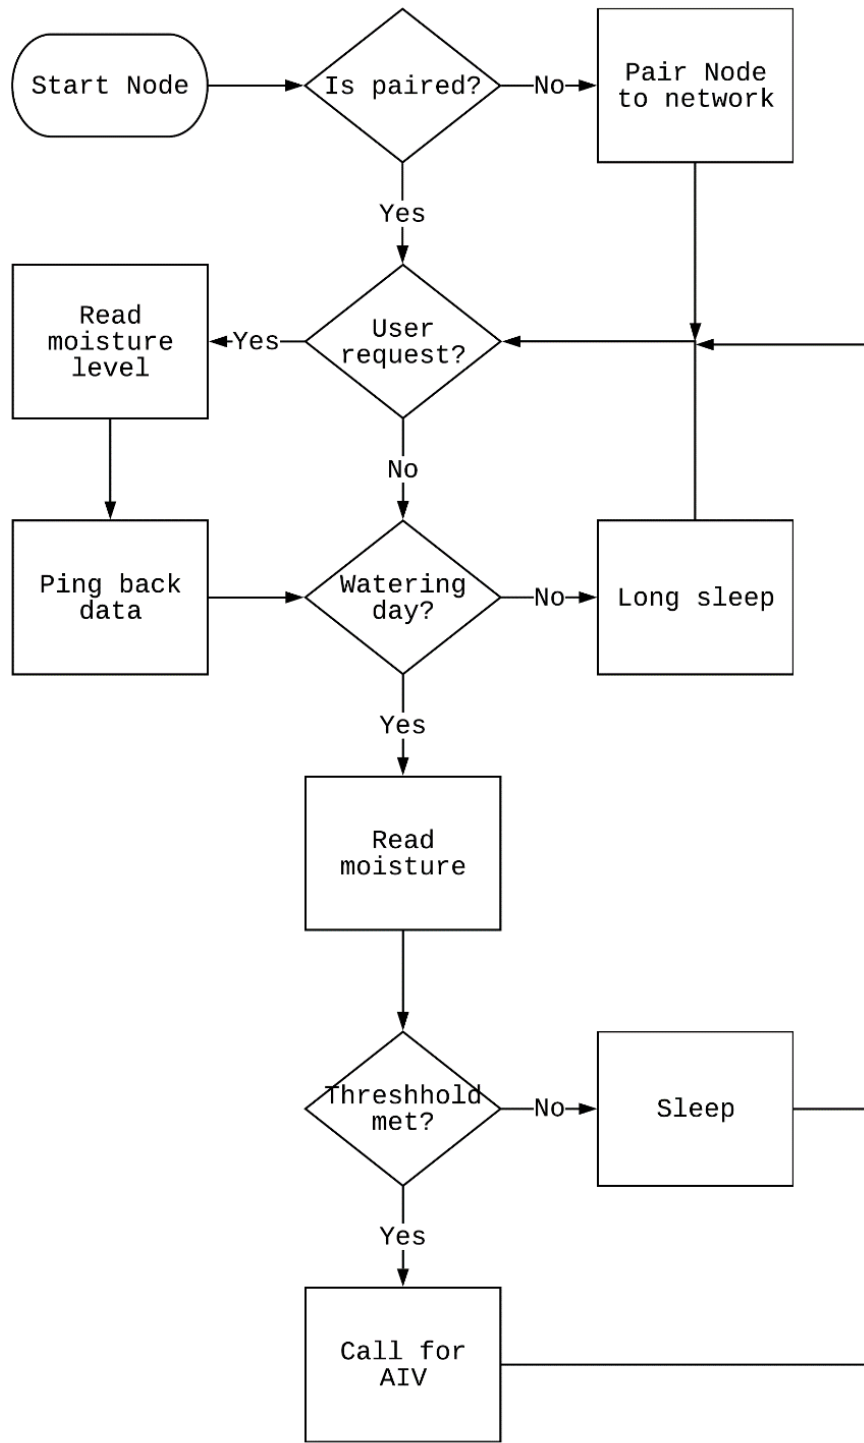 Start Node
Is paired?
No
Pair Node
to network
Yes
Read
moisture
level
Yes
User
request?
No
Ping back
data
Watering
day?
No
Long sleep
Yes
Read
moisture
Threshhold
met?
No
Sleep
Yes
Call for
AIV